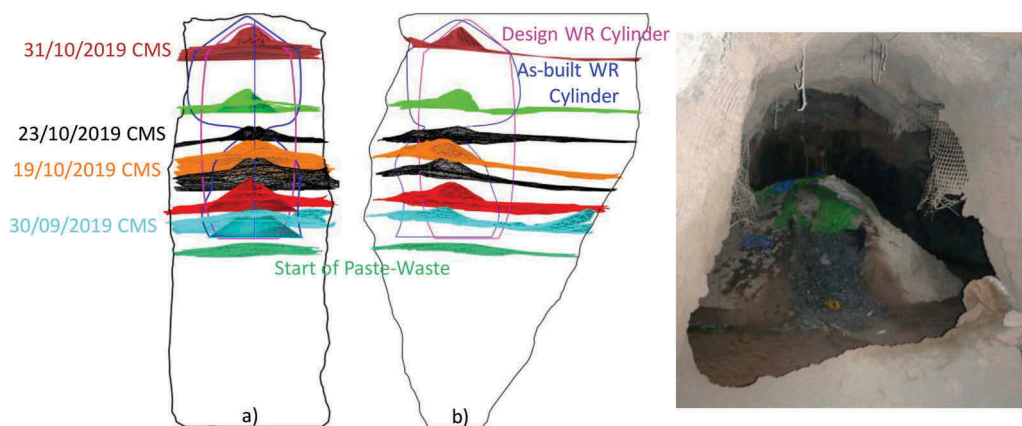 31/10/2019 CMS
Design WR Cylinder
As-built WR
Cylinder
23/10/2019 CMS
19/10/2019 CMS
30/09/2019 CMS
Start of Paste-Waste
a)
b)